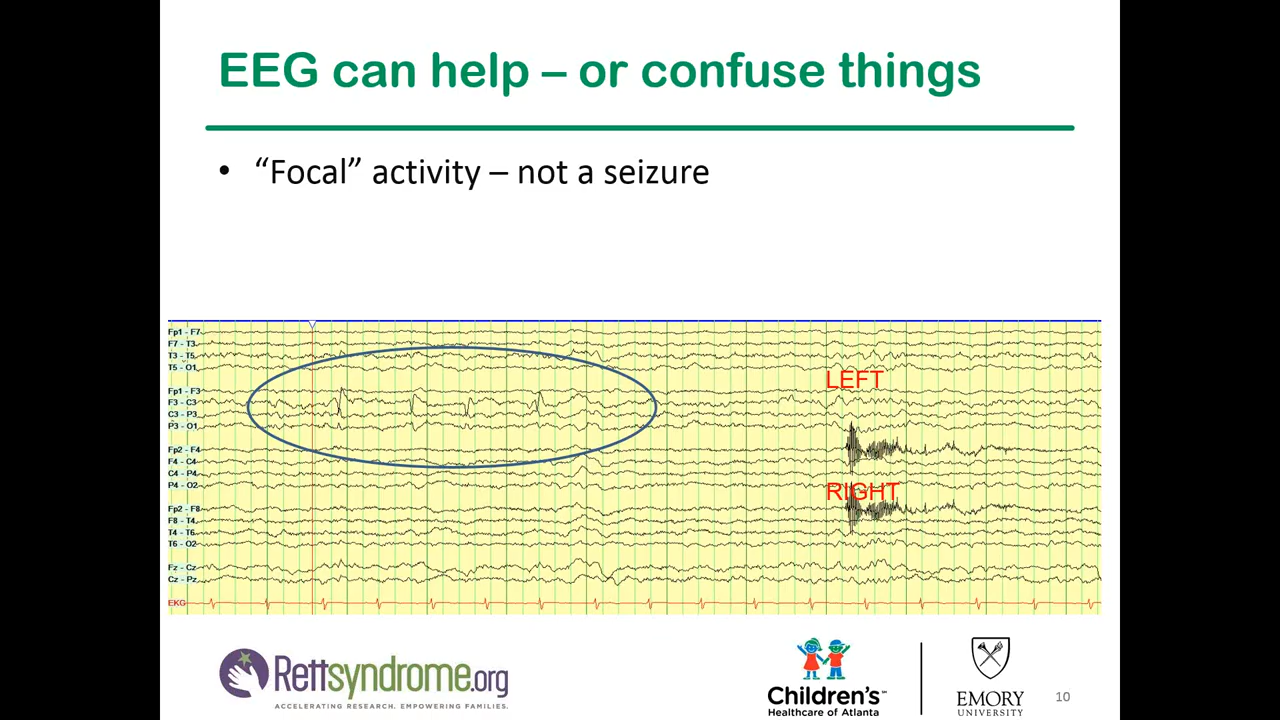 EEG can help – or confuse things
• “Focal” activity – not a seizure
Fp1 - F7
F7 - T3
T3 - T5
T5 - O1
Fp1 - F3
F3 - C3
C3 - P3
P3 - O1
Fp2 - F4
F4 - C4
C4 - P4
P4 - O2
Fp2 - F8
F8 - T4
T4 - T6
T6 - O2
Fz - Cz
Cz - Pz
EKG
LEFT
RIGHT
Rettsyndrome.org
ACCELERATING RESEARCH. EMPOWERING FAMILIES.
Children's™
Healthcare of Atlanta
EMORY
UNIVERSITY
10